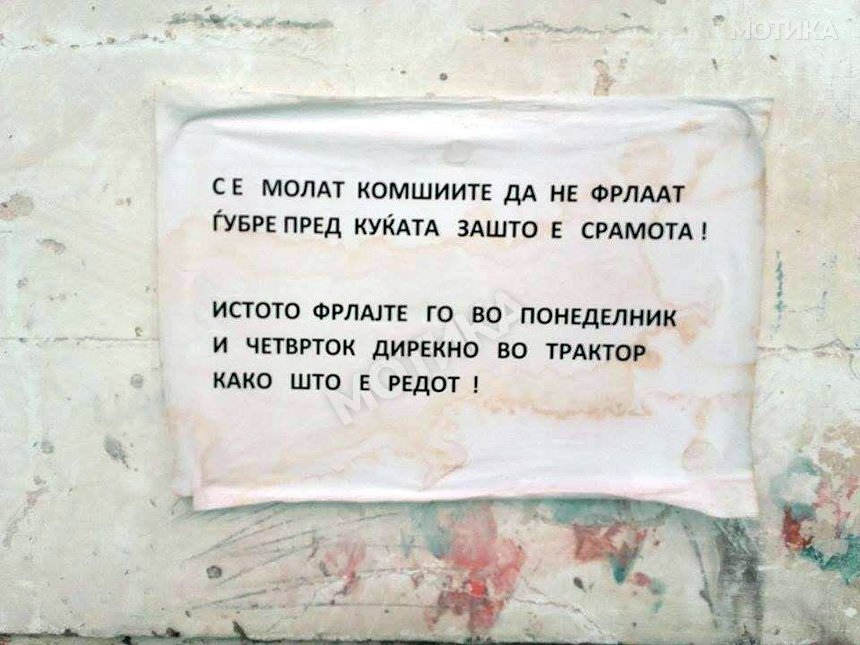 МОТИКА
СЕ МОЛАТ КОМШИИТЕ ДА НЕ ФРЛААТ
ЃУБРЕ ПРЕД КУЌАТА ЗАШТО Е СРАМОТА !
ИСТОТО ФРЛАЈТЕ ГО ВО ПОНЕДЕЛНИК
И ЧЕТВРТОК ДИРЕКНО ВО ТРАКТОР
КАКО ШТО Е РЕДОТ !
МОТИКА